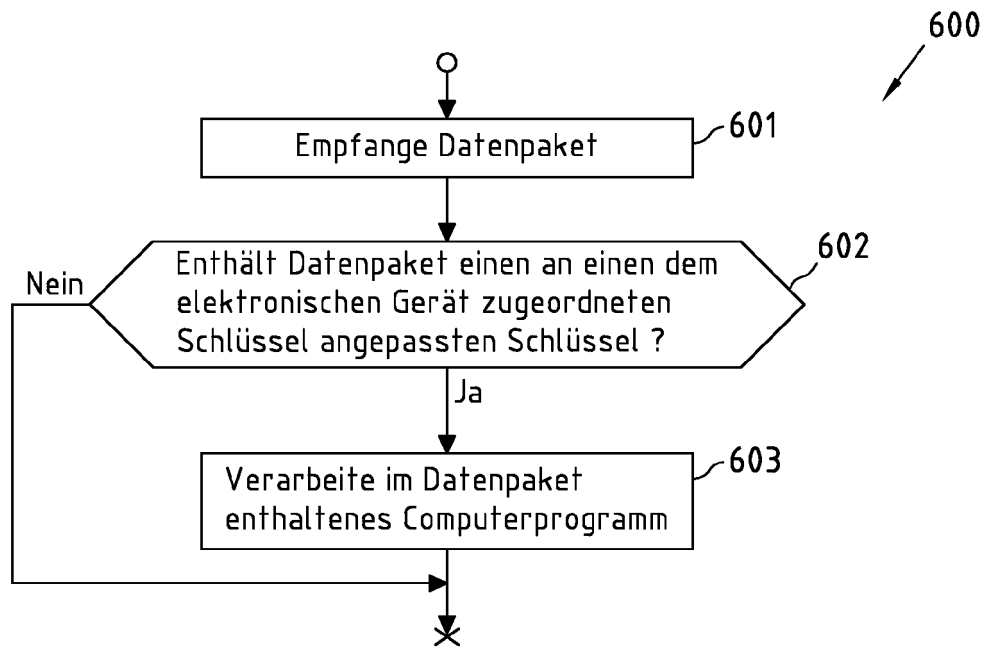 600
Empfange Datenpaket
601
Enthält Datenpaket einen an einen dem
elektronischen Gerät zugeordneten
Schlüssel angepassten Schlüssel ?
602
Nein
Ja
Verarbeite im Datenpaket
enthaltenes Computerprogramm
603